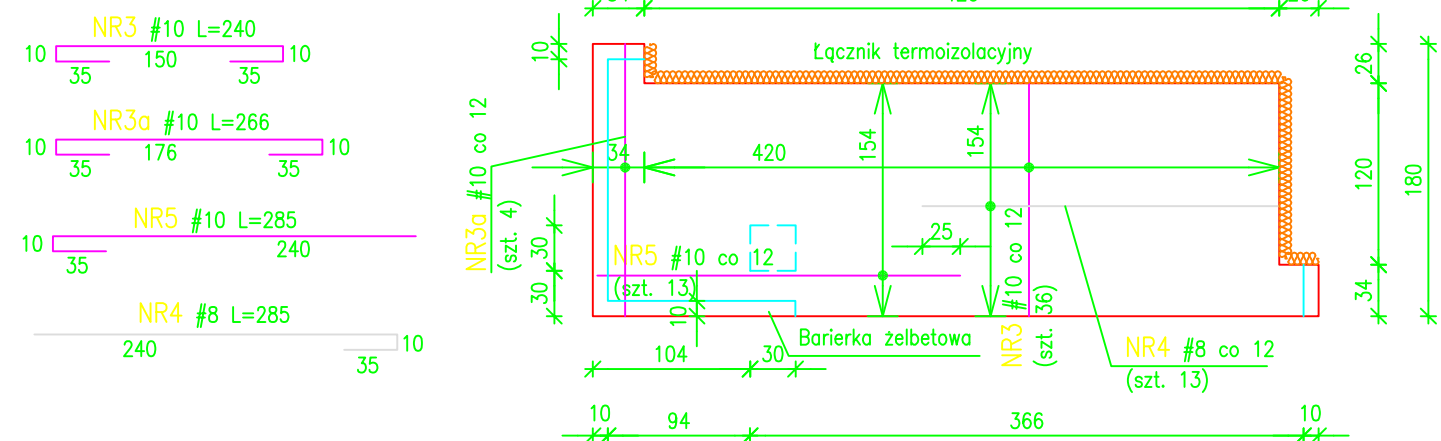 NR3 #10 L=240
10 10
150
35 35
NR3a #10 L=266
10 10
176
35 35
NR5 #10 L=285
10
240
35
NR4 #8 L=285
10
240
35
10
Łącznik termoizolacyjny
26
154
154
34
420
120
180
NR3a #10 co 12
(szt. 4)
25
30
NR5 #10 co 12
(szt. 13)
30
10
34
NR3 #10 co 12
(szt. 36)
Barierka żelbetowa
NR4 #8 co 12
(szt. 13)
104
30
10
94
366
10